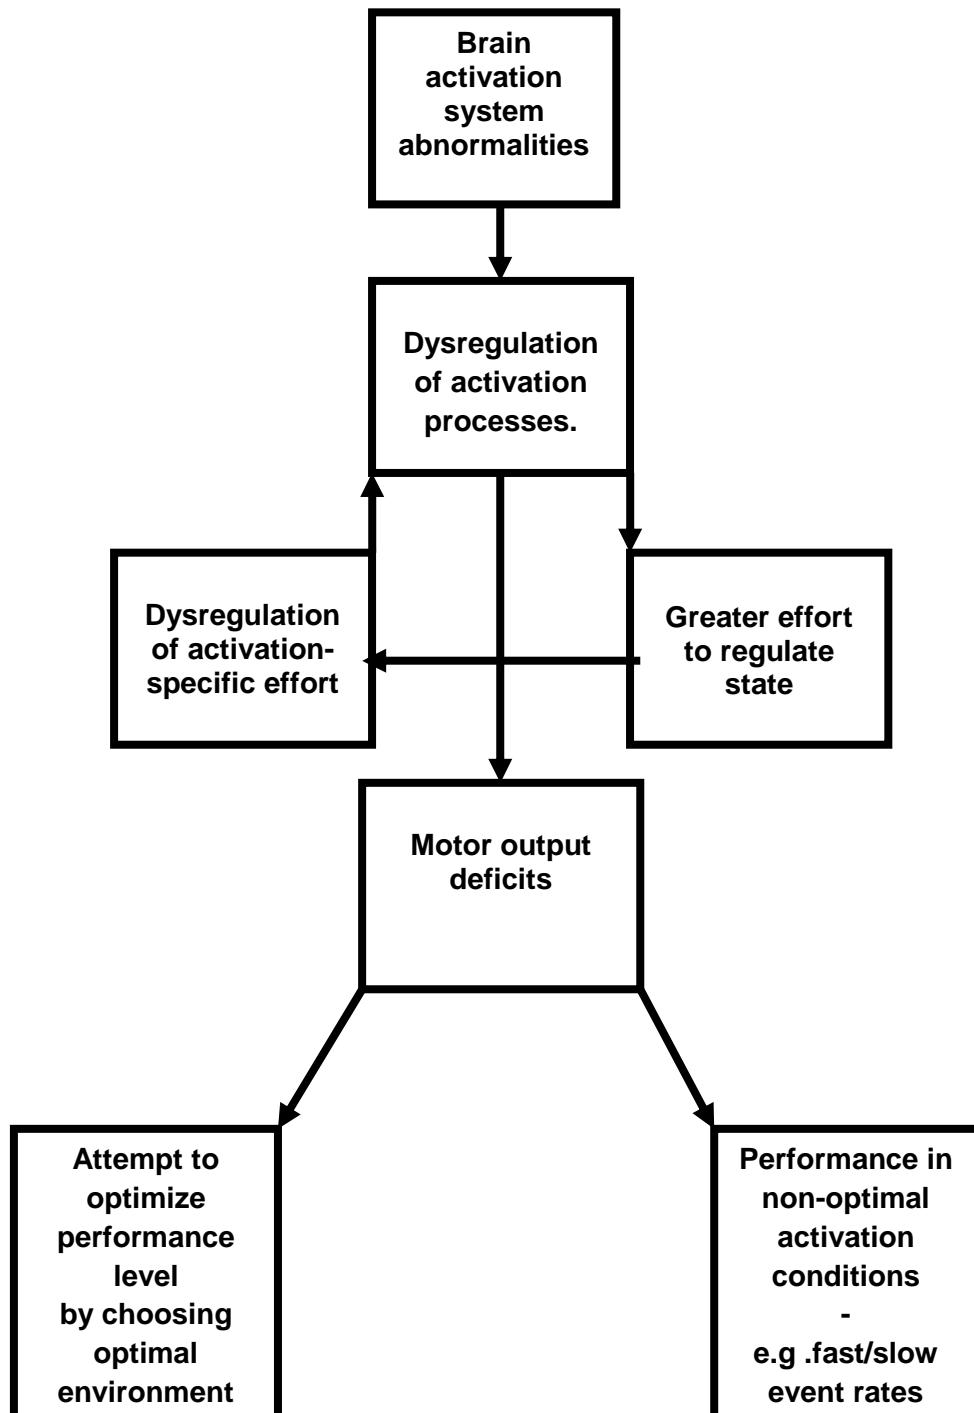 Brain
activation
system
abnormalities
Dysregulation
of activation
processes.
Dysregulation
of activation-
specific effort
Greater effort
to regulate
state
Motor output
deficits
Attempt to
optimize
performance
level
by choosing
optimal
environment
Performance in
non-optimal
activation
conditions
-
e.g .fast/slow
event rates